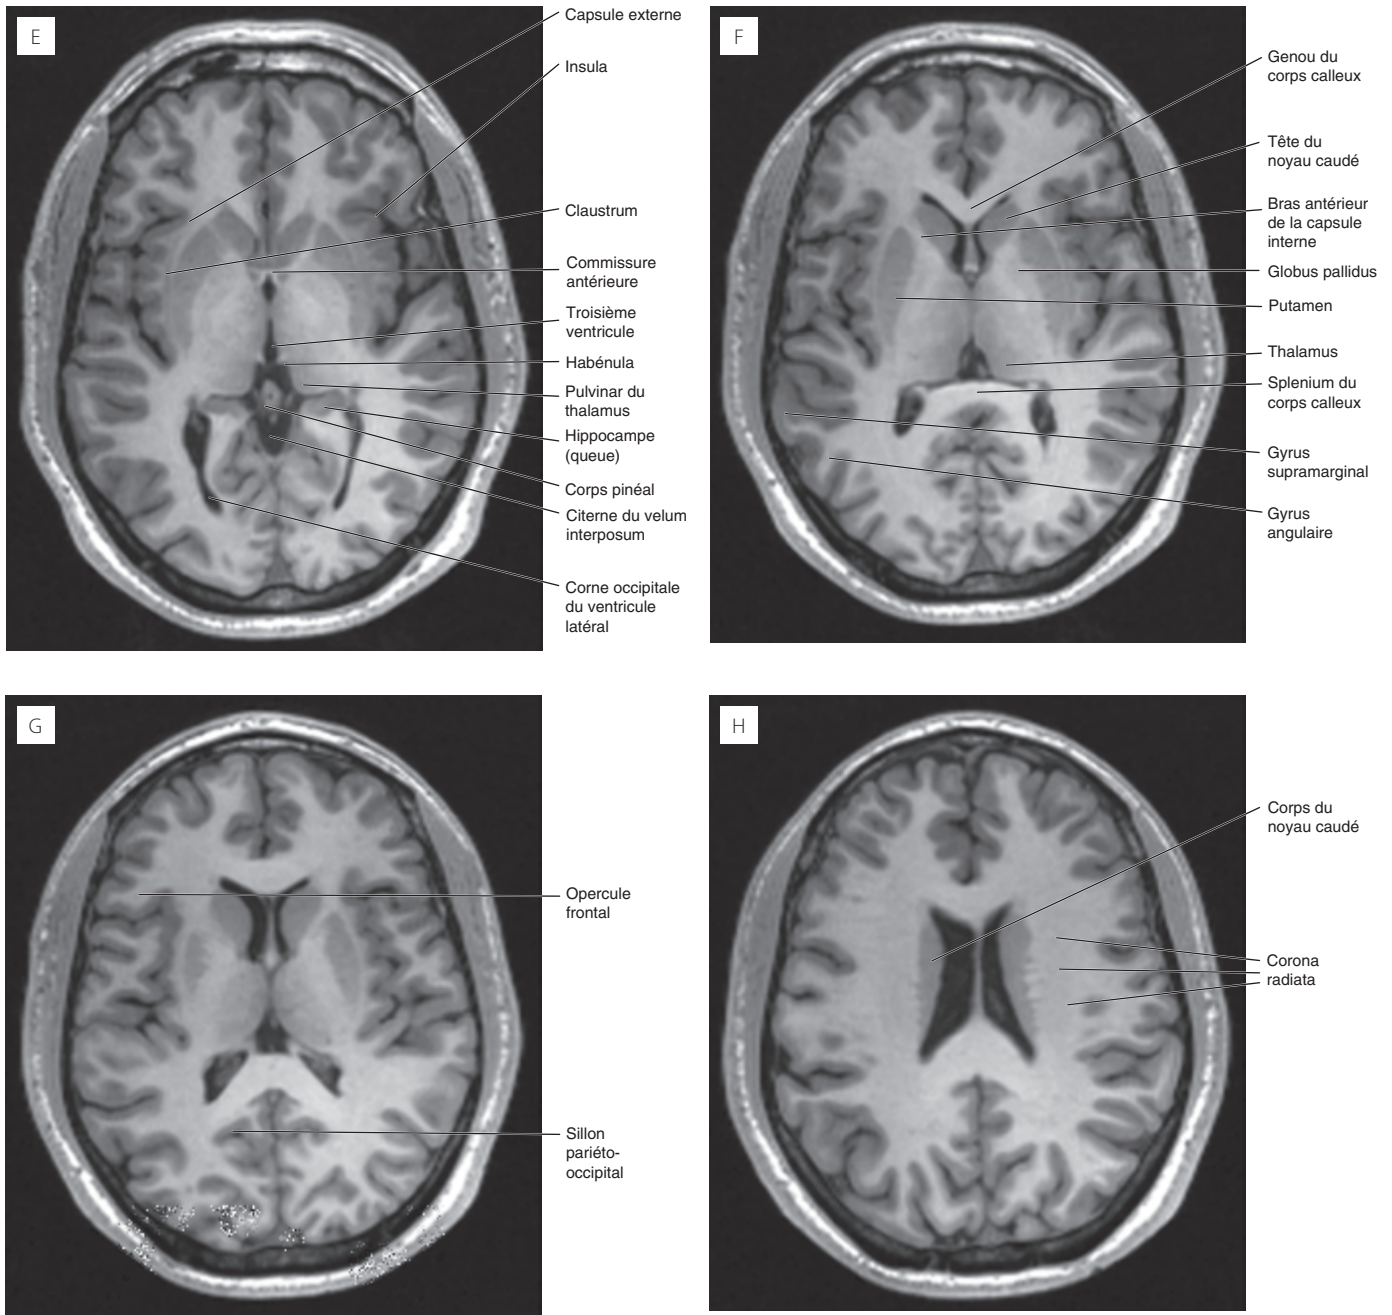 E
Capsule externe
Insula
Claustrum
Commissure
antérieure
Troisième
ventricule
Habénula
Pulvinar du
thalamus
Hippocampe
(queue)
Corps pinéal
Citerne du velum
interposum
Corne occipitale
du ventricule
latéral
F
Genou du
corps calleux
Tête du
noyau caudé
Bras antérieur
de la capsule
interne
Globus pallidus
Putamen
Thalamus
Splenium du
corps calleux
Gyrus
supramarginal
Gyrus
angulaire
G
Opercule
frontal
Sillon
pariéto-
occipital
H
Corps du
noyau caudé
Corona
radiata